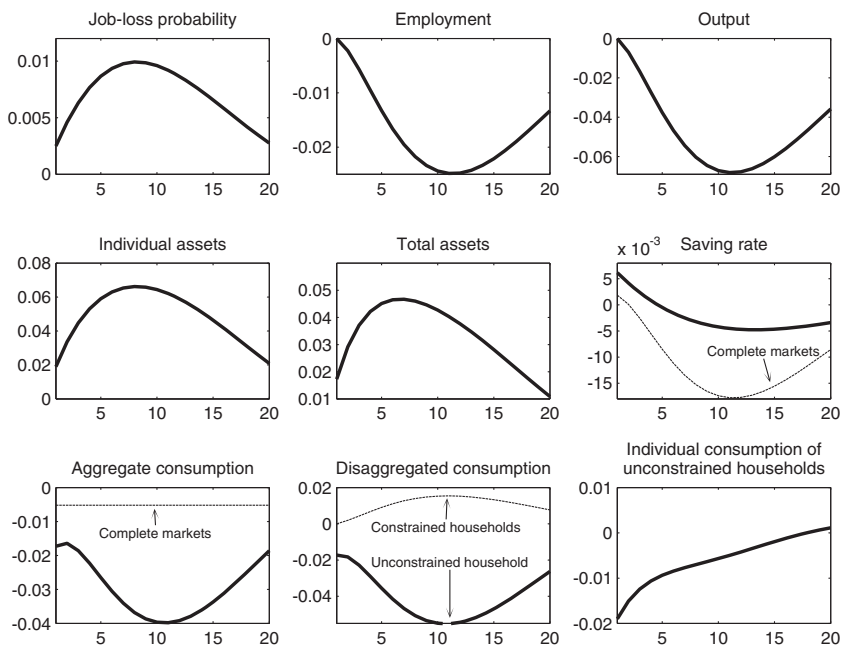 Job-loss probability
0.01
0.005
0
5 10 15 20
Employment
0
-0.01
-0.02
5 10 15 20
Output
0
-0.02
-0.04
-0.06
5 10 15 20
Individual assets
0.08
0.06
0.04
0.02
0
5 10 15 20
Total assets
0.05
0.04
0.03
0.02
0.01
5 10 15 20
x 10-3 Saving rate
5
0
-5
-10
-15
Complete markets
5 10 15 20
Aggregate consumption
0
-0.01
-0.02
-0.03
-0.04
Complete markets
5 10 15 20
Disaggregated consumption
0.02
0
-0.02
-0.04
Constrained households
Unconstrained household
5 10 15 20
Individual consumption of
unconstrained households
0.01
0
-0.01
-0.02
5 10 15 20